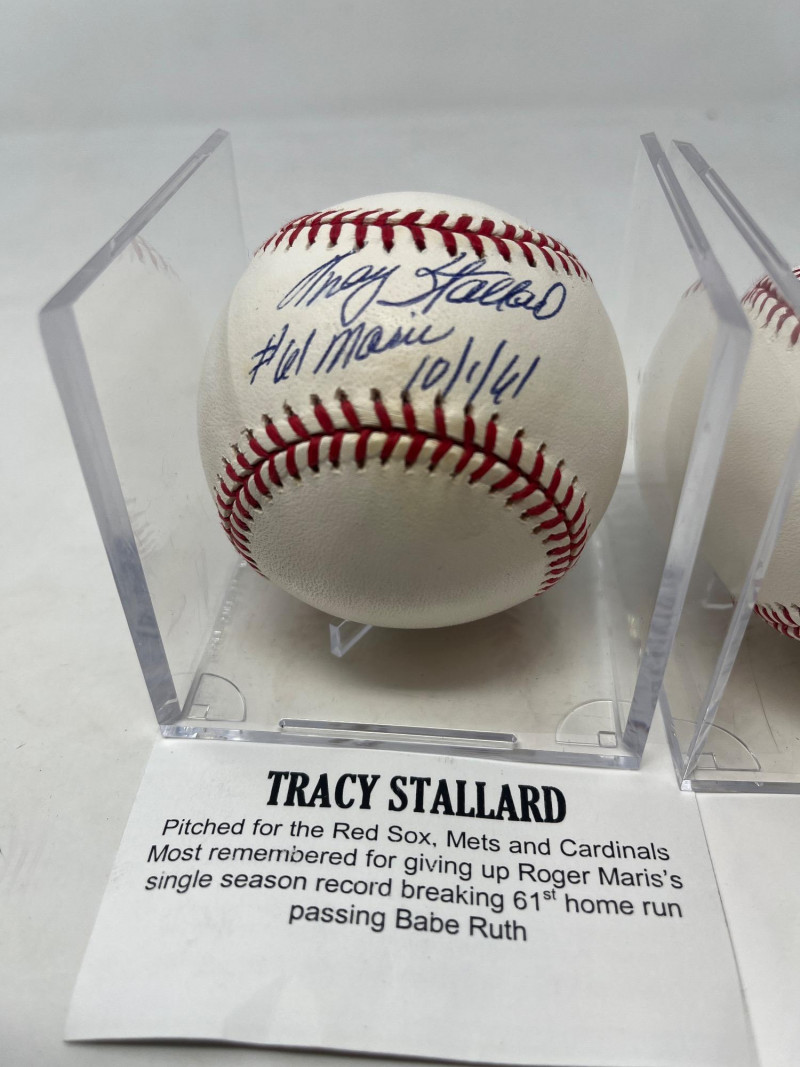 Tracy Stallard
#61 Maris
10/1/61
TRACY STALLARD
Pitched for the Red Sox, Mets and Cardinals
Most remembered for giving up Roger Maris's
single season record breaking 61st home run
passing Babe Ruth